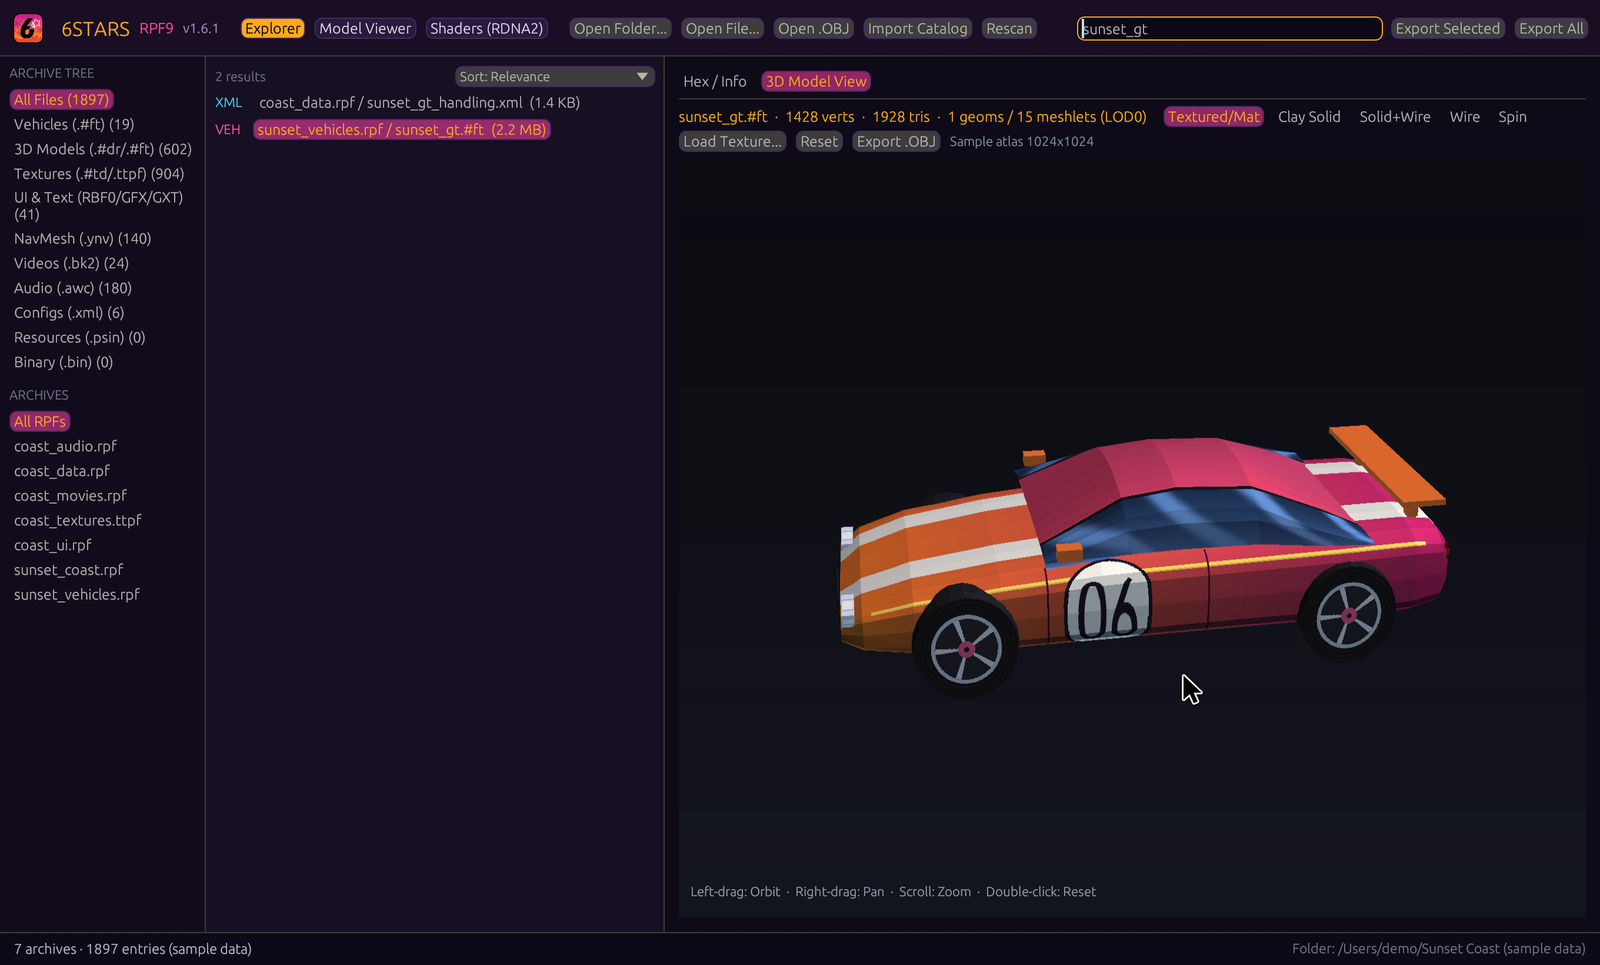 6 6STARS RPF9 v1.6.1 Explorer Model Viewer Shaders (RDNA2) Open Folder... Open File... Open .OBJ Import Catalog Rescan sunset_gt Export Selected Export All
ARCHIVE TREE
All Files (1897)
Vehicles (.#ft) (19)
3D Models (.#dr/.#ft) (602)
Textures (.#td/.ttpf) (904)
UI & Text (RBF0/GFX/GXT)
(41)
NavMesh (.ynv) (140)
Videos (.bk2) (24)
Audio (.awc) (180)
Configs (.xml) (6)
Resources (.psin) (0)
Binary (.bin) (0)
ARCHIVES
All RPFs
coast_audio.rpf
coast_data.rpf
coast_movies.rpf
coast_textures.ttpf
coast_ui.rpf
sunset_coast.rpf
sunset_vehicles.rpf
2 results Sort: Relevance
XML coast_data.rpf / sunset_gt_handling.xml (1.4 KB)
VEH sunset_vehicles.rpf / sunset_gt.#ft (2.2 MB)
Hex / Info 3D Model View
sunset_gt.#ft · 1428 verts · 1928 tris · 1 geoms / 15 meshlets (LOD0) Textured/Mat Clay Solid Solid+Wire Wire Spin
Load Texture... Reset Export .OBJ Sample atlas 1024x1024
06
Left-drag: Orbit · Right-drag: Pan · Scroll: Zoom · Double-click: Reset
7 archives · 1897 entries (sample data) Folder: /Users/demo/Sunset Coast (sample data)